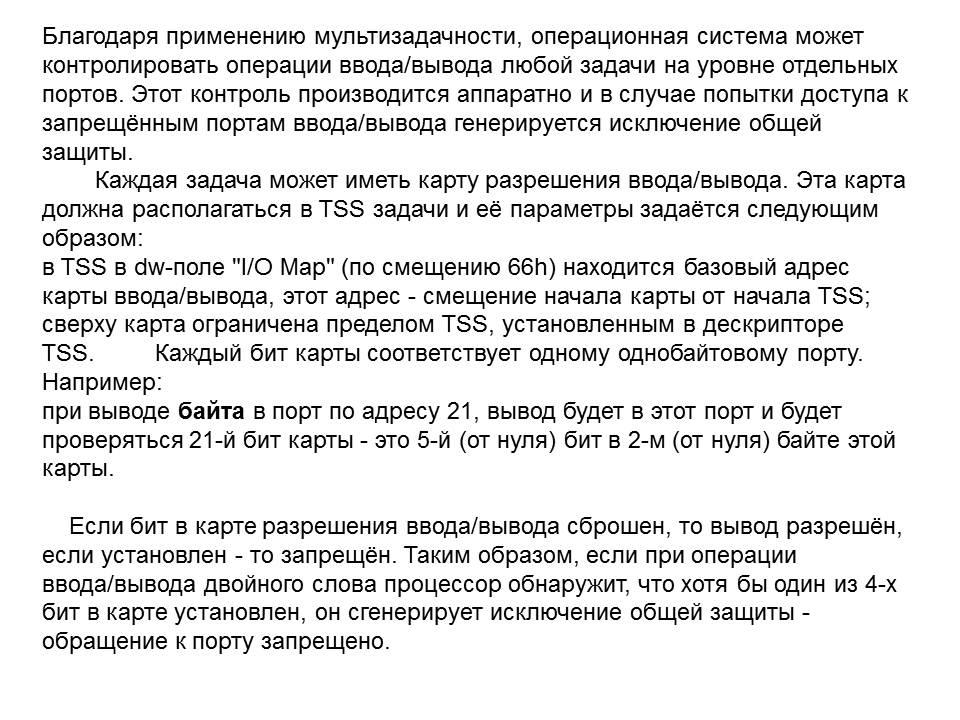 Благодаря применению мультизадачности, операционная система может
контролировать операции ввода/вывода любой задачи на уровне отдельных
портов. Этот контроль производится аппаратно и в случае попытки доступа к
запрещённым портам ввода/вывода генерируется исключение общей
защиты.
Каждая задача может иметь карту разрешения ввода/вывода. Эта карта
должна располагаться в TSS задачи и её параметры задаётся следующим
образом:
в TSS в dw-поле "I/O Map" (по смещению 66h) находится базовый адрес
карты ввода/вывода, этот адрес - смещение начала карты от начала TSS;
сверху карта ограничена пределом TSS, установленным в дескрипторе
TSS. Каждый бит карты соответствует одному однобайтовому порту.
Например:
при выводе байта в порт по адресу 21, вывод будет в этот порт и будет
проверяться 21-й бит карты - это 5-й (от нуля) бит в 2-м (от нуля) байте этой
карты.
Если бит в карте разрешения ввода/вывода сброшен, то вывод разрешён,
если установлен - то запрещён. Таким образом, если при операции
ввода/вывода двойного слова процессор обнаружит, что хотя бы один из 4-х
бит в карте установлен, он сгенерирует исключение общей защиты -
обращение к порту запрещено.